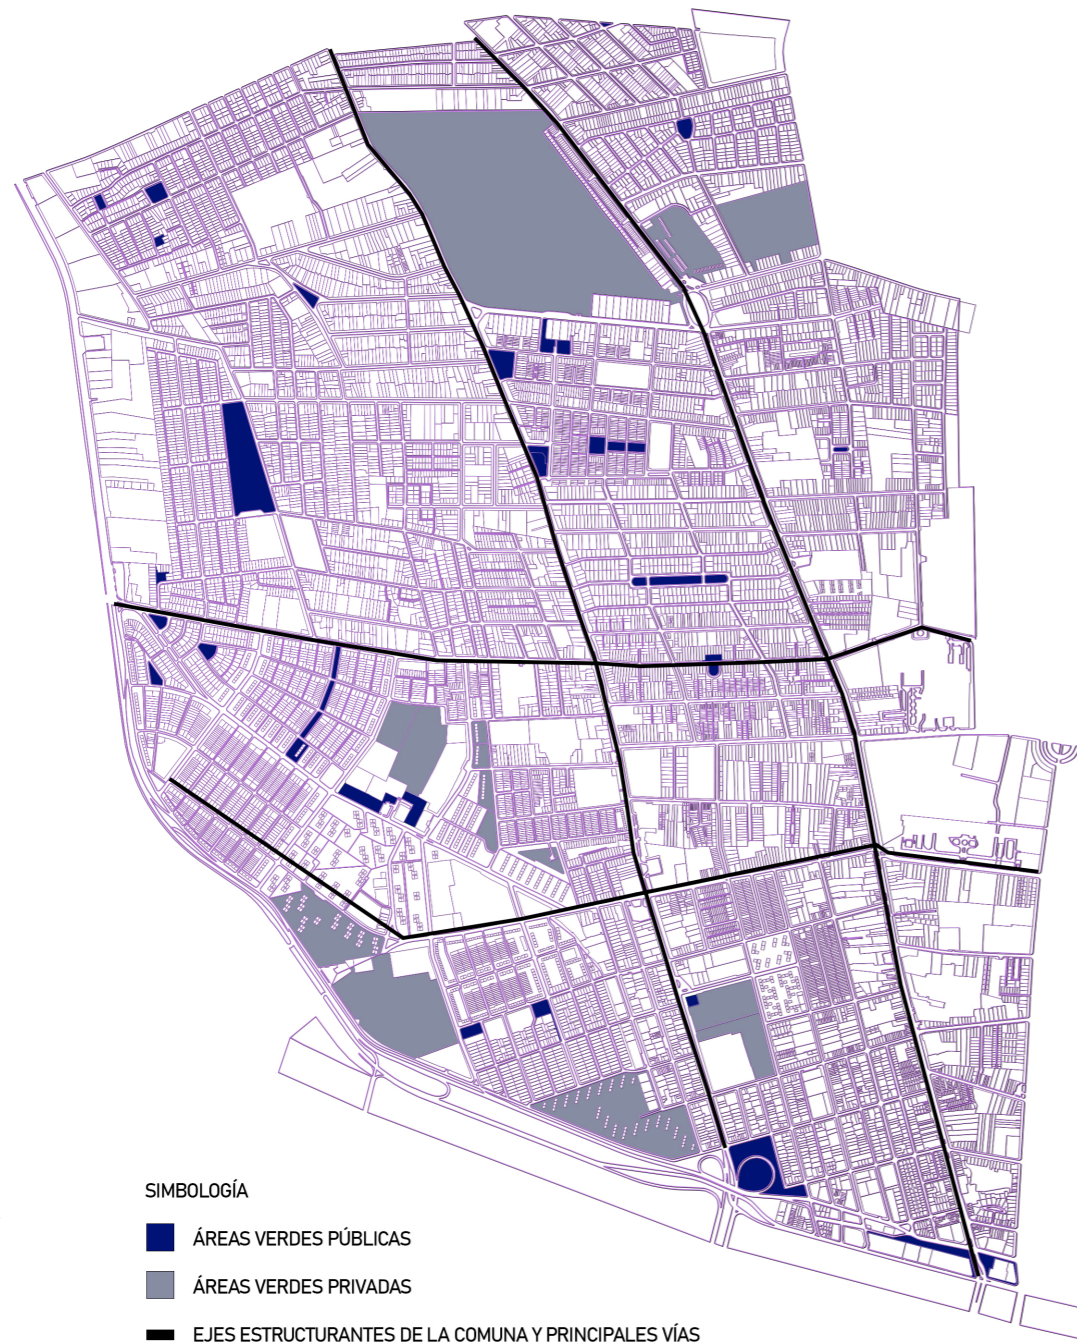 SIMBOLOGÍA
ÁREAS VERDES PÚBLICAS
ÁREAS VERDES PRIVADAS
EJES ESTRUCTURANTES DE LA COMUNA Y PRINCIPALES VÍAS